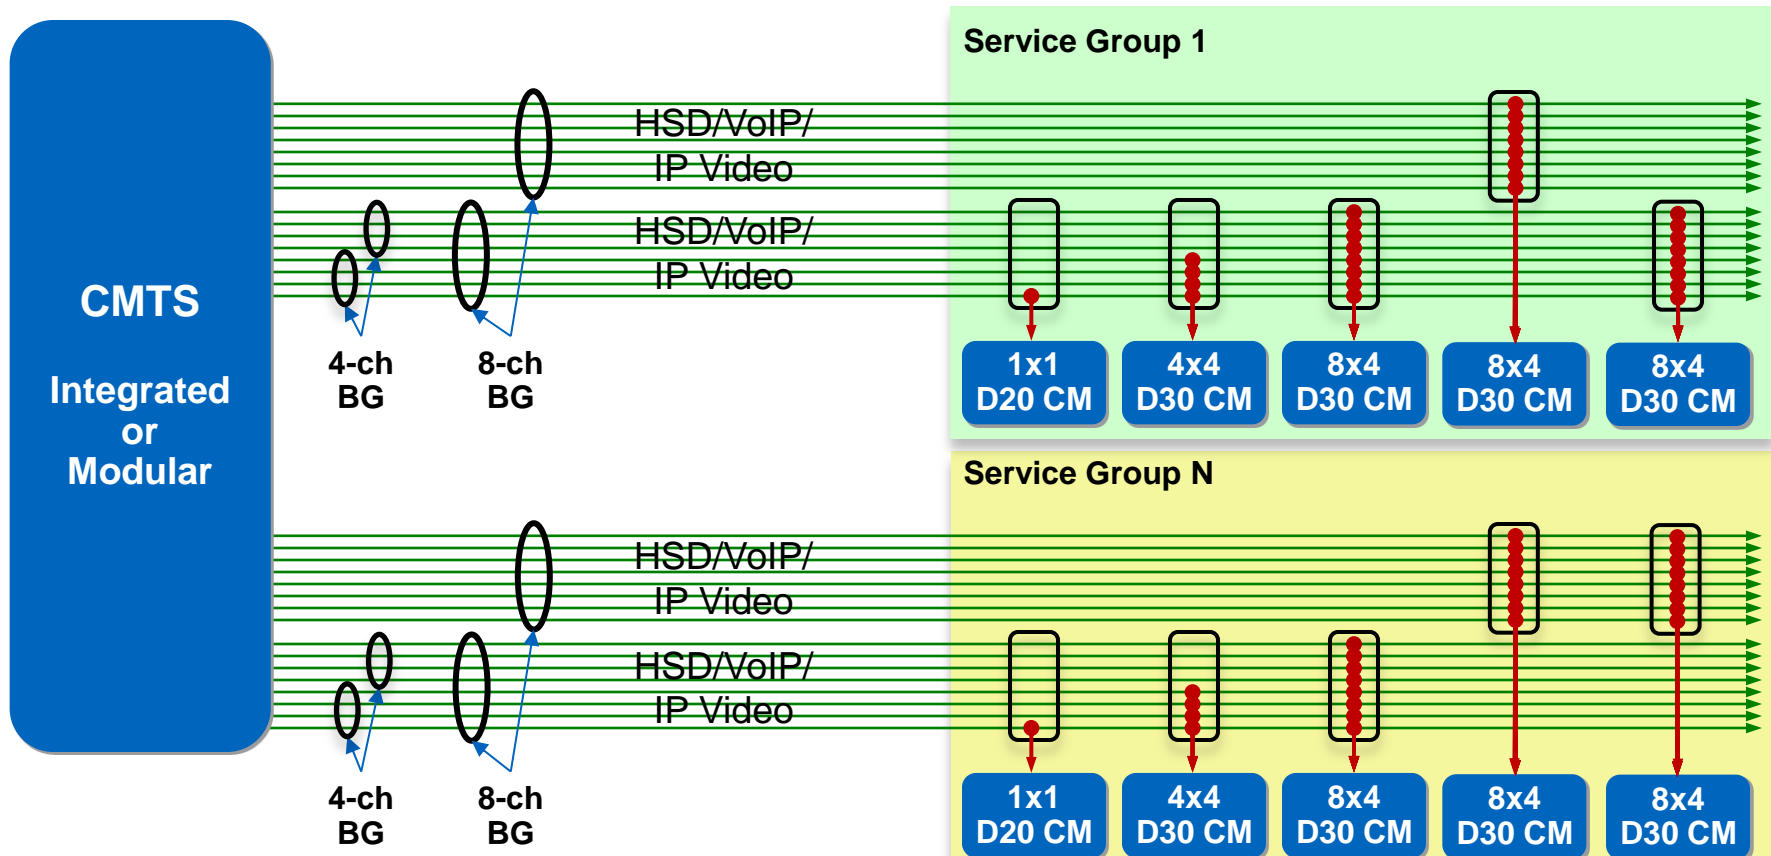 CMTS
Integrated
or
Modular
HSD/VoIP/
IP Video
HSD/VoIP/
IP Video
4-ch
BG
8-ch
BG
Service Group 1
1x1
D20 CM
4x4
D30 CM
8x4
D30 CM
8x4
D30 CM
8x4
D30 CM
HSD/VoIP/
IP Video
HSD/VoIP/
IP Video
4-ch
BG
8-ch
BG
Service Group N
1x1
D20 CM
4x4
D30 CM
8x4
D30 CM
8x4
D30 CM
8x4
D30 CM